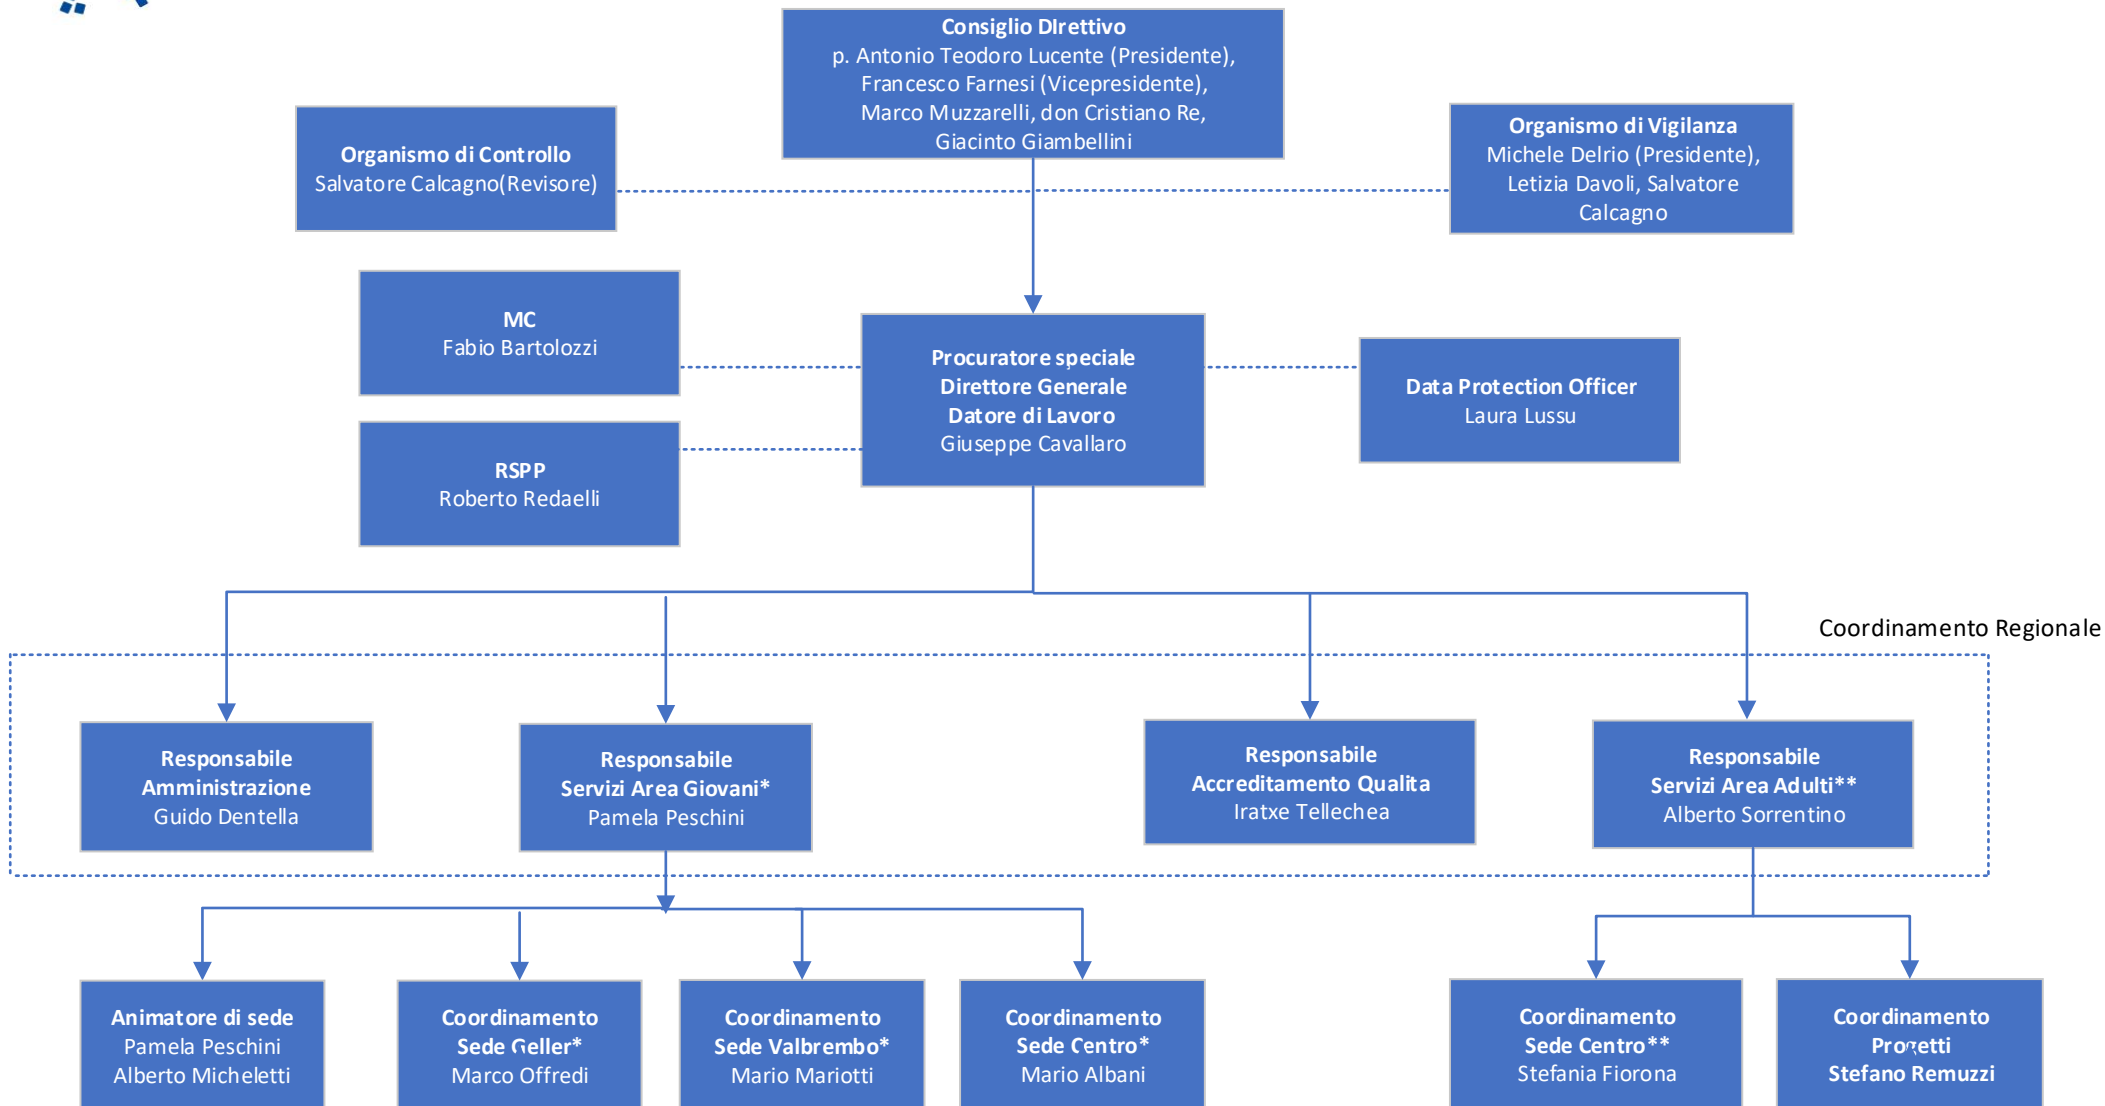 Consiglio DIrettivo
p. Antonio Teodoro Lucente (Presidente),
Francesco Farnesi (Vicepresidente),
Marco Muzzarelli, don Cristiano Re,
Giacinto Giambellini
Organismo di Controllo
Salvatore Calcagno(Revisore)
Organismo di Vigilanza
Michele Delrio (Presidente),
Letizia Davoli, Salvatore
Calcagno
MC
Fabio Bartolozzi
Procuratore speciale
Direttore Generale
Datore di Lavoro
Giuseppe Cavallaro
Data Protection Officer
Laura Lussu
RSPP
Roberto Redaelli
Coordinamento Regionale
Responsabile
Amministrazione
Guido Dentella
Responsabile
Servizi Area Giovani*
Pamela Peschini
Responsabile
Accreditamento Qualita
Iratxe Tellechea
Responsabile
Servizi Area Adulti**
Alberto Sorrentino
Animatore di sede
Pamela Peschini
Alberto Micheletti
Coordinamento
Sede Geller*
Marco Offredi
Coordinamento
Sede Valbrembo*
Mario Mariotti
Coordinamento
Sede Centro*
Mario Albani
Coordinamento
Sede Centro**
Stefania Fiorona
Coordinamento
Progetti
Stefano Remuzzi